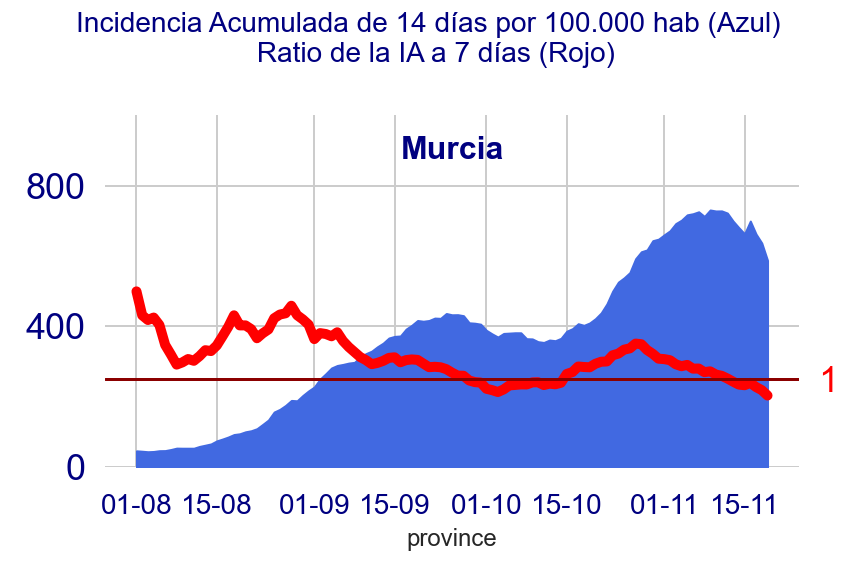 Incidencia Acumulada de 14 días por 100.000 hab (Azul)
Ratio de la IA a 7 días (Rojo)
Murcia
800
400
1
0
01-08 15-08 01-09 15-09 01-10 15-10 01-11 15-11
province